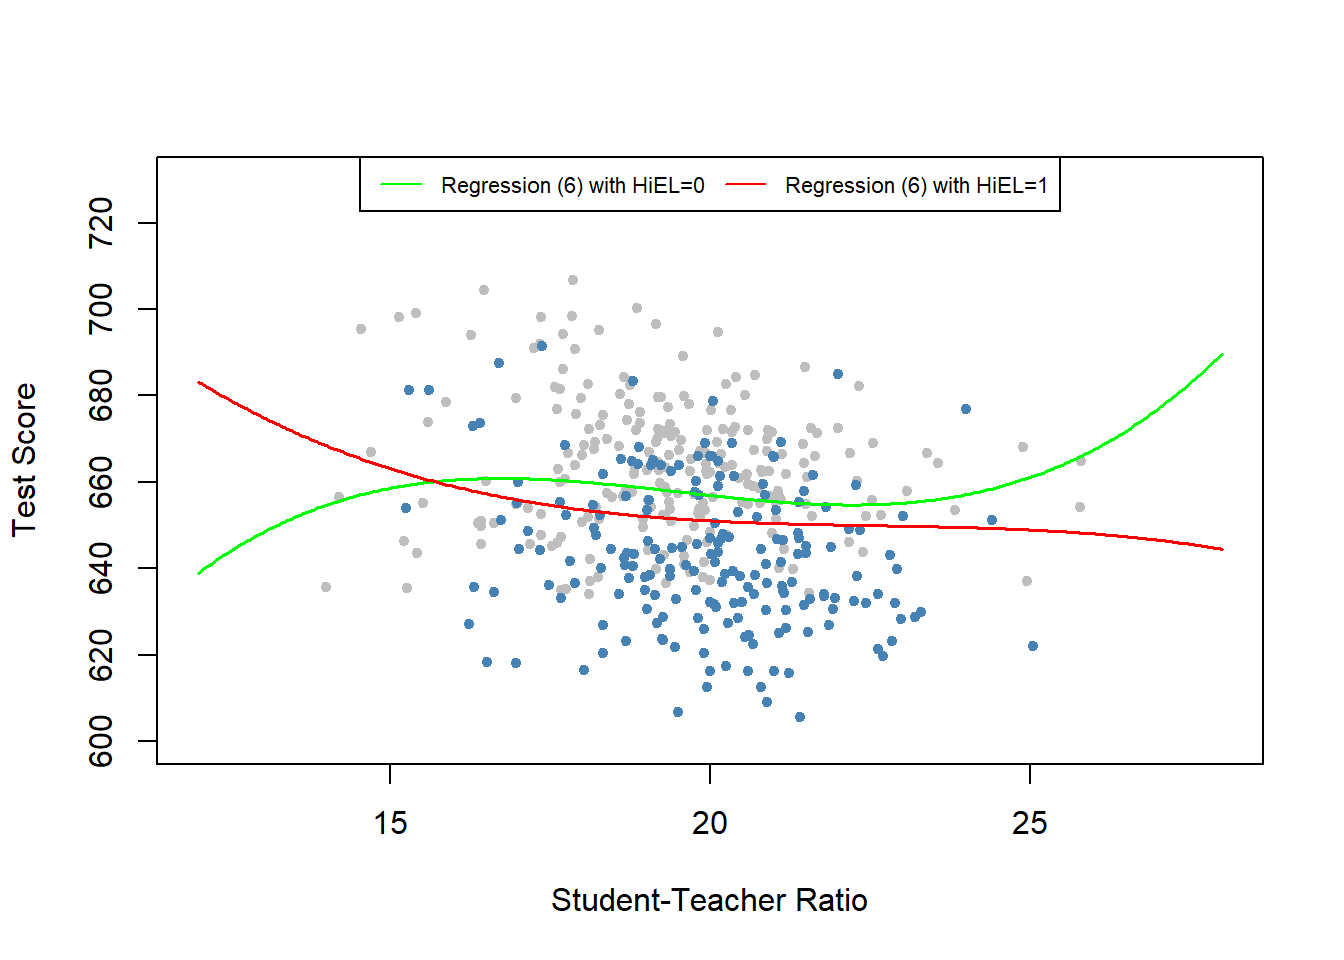 Regression (6) with HiEL=0 Regression (6) with HiEL=1
Test Score
720
700
680
660
640
620
600
15 20 25
Student-Teacher Ratio